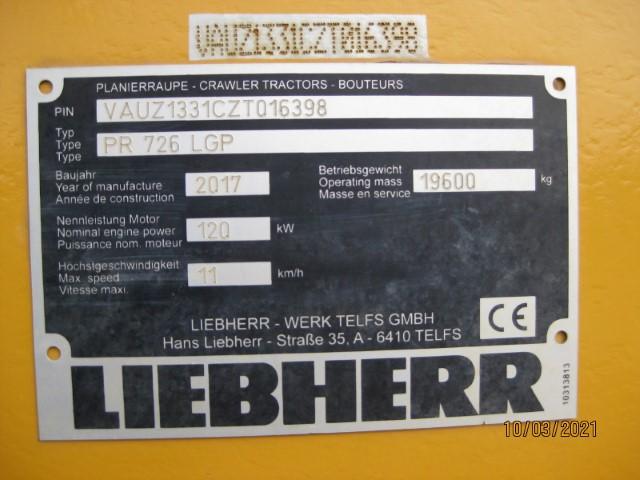 VAUZ1331CZT016398
PLANIERRAUPE - CRAWLER TRACTORS - BOUTEURS
PIN VAUZ1331CZT016398
Typ
Type PR 726 LGP
Type
Baujahr
Year of manufacture 2017
Année de construction
Betriebsgewicht
Operating mass 19600 kg
Masse en service
Nennleistung Motor
Nominal engine power 120 kW
Puissance nom. moteur
Höchstgeschwindigkeit
Max. speed 11 km/h
Vitesse maxi.
LIEBHERR - WERK TELFS GMBH
Hans Liebherr - Straße 35, A - 6410 TELFS
CE
LIEBHERR
10313813
10/03/2021